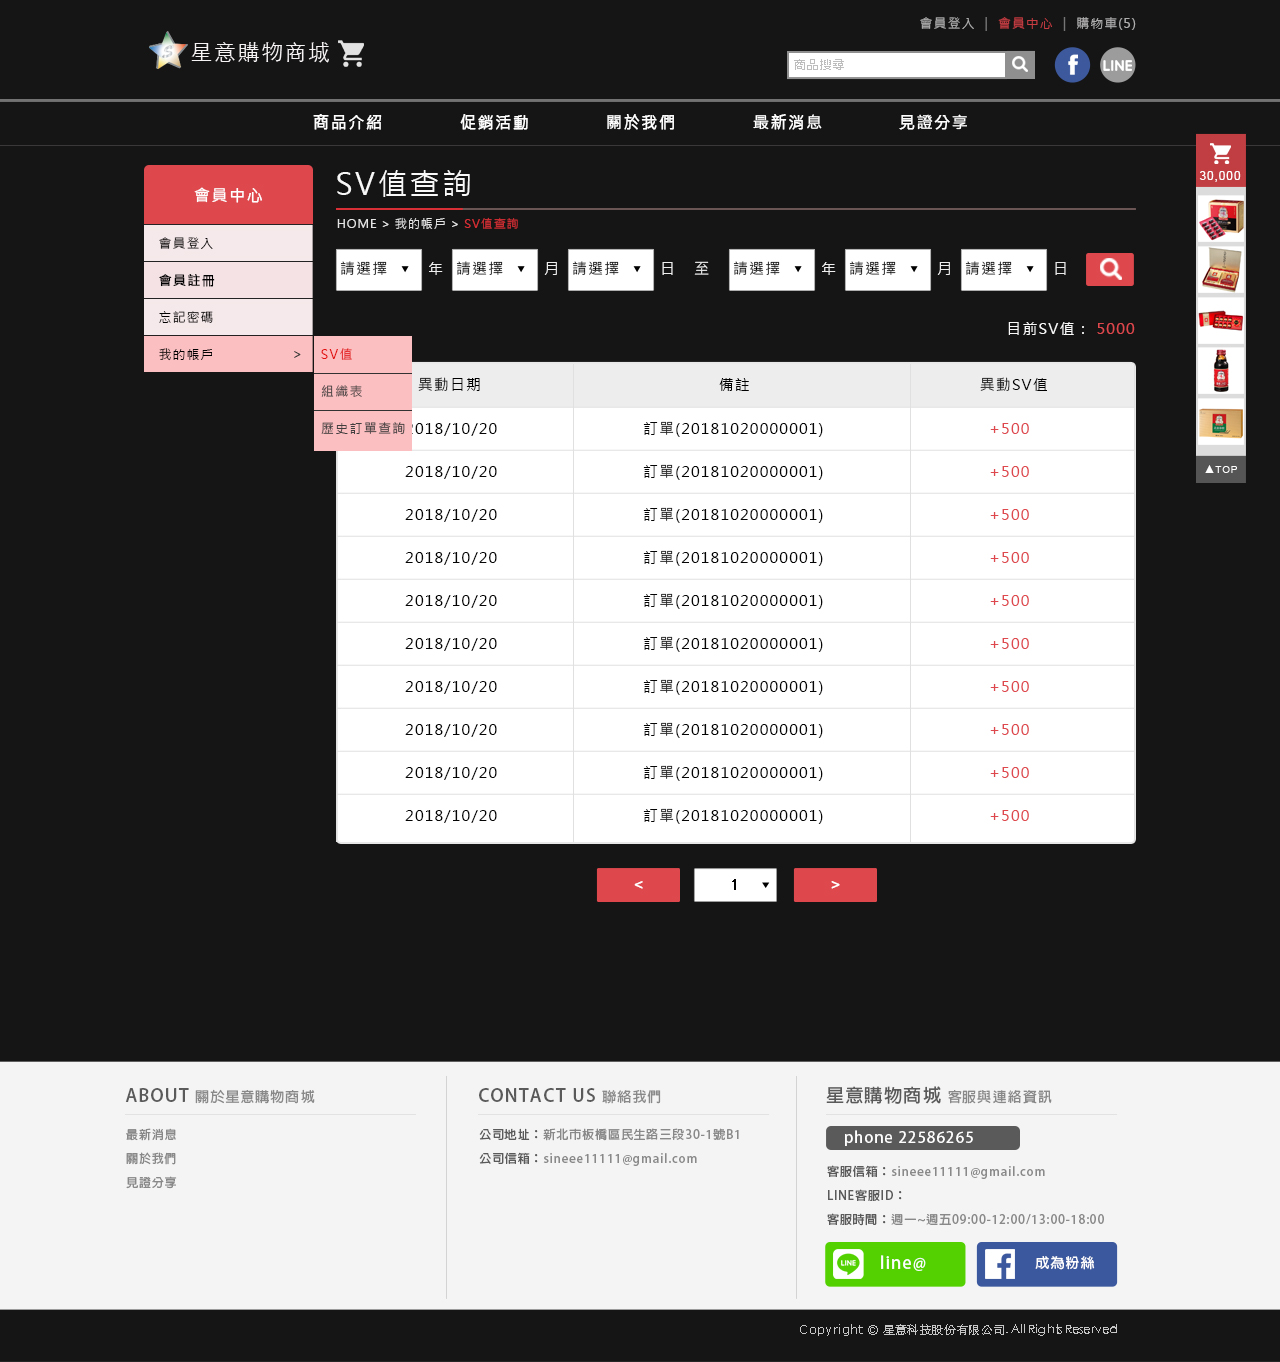 會員登入 | 會員中心 | 購物車(5)
星意購物商城
商品搜尋
LINE
商品介紹 促銷活動 關於我們 最新消息 見證分享
30,000
▲TOP
會員中心
會員登入
會員註冊
忘記密碼
我的帳戶 >
SV值
組織表
歷史訂單查詢
SV值查詢
HOME > 我的帳戶 > SV值查詢
請選擇 ▼ 年 請選擇 ▼ 月 請選擇 ▼ 日 至 請選擇 ▼ 年 請選擇 ▼ 月 請選擇 ▼ 日
目前SV值： 5000
異動日期 備註 異動SV值
2018/10/20 訂單(20181020000001) +500
2018/10/20 訂單(20181020000001) +500
2018/10/20 訂單(20181020000001) +500
2018/10/20 訂單(20181020000001) +500
2018/10/20 訂單(20181020000001) +500
2018/10/20 訂單(20181020000001) +500
2018/10/20 訂單(20181020000001) +500
2018/10/20 訂單(20181020000001) +500
2018/10/20 訂單(20181020000001) +500
2018/10/20 訂單(20181020000001) +500
< 1 ▼ >
ABOUT 關於星意購物商城
最新消息
關於我們
見證分享
CONTACT US 聯絡我們
公司地址：新北市板橋區民生路三段30-1號B1
公司信箱：sineee11111@gmail.com
星意購物商城 客服與連絡資訊
phone 22586265
客服信箱：sineee11111@gmail.com
LINE客服ID：
客服時間：週一~週五09:00-12:00/13:00-18:00
LINE line@
成為粉絲
Copyright © 星意科技股份有限公司. All Rights Reserved